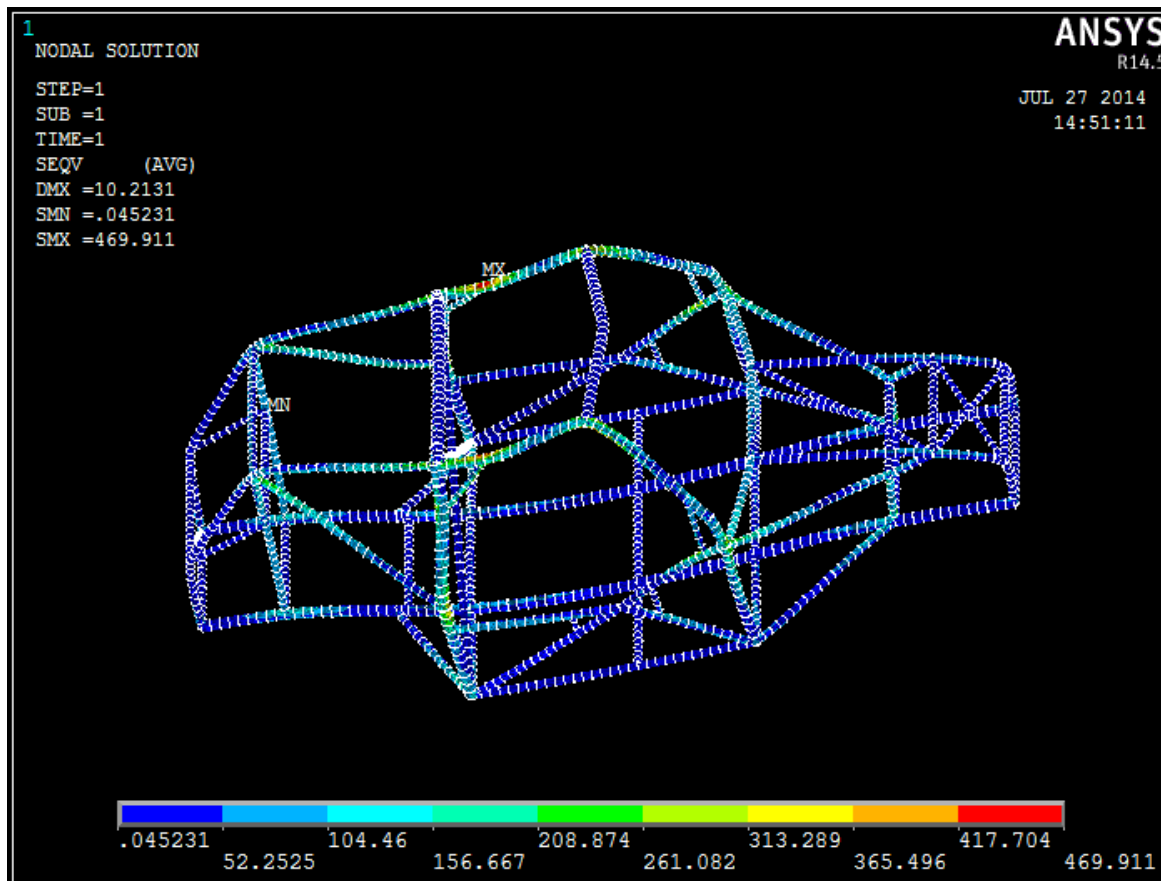 1
NODAL SOLUTION
STEP=1
SUB =1
TIME=1
SEQV (AVG)
DMX =10.2131
SMN =.045231
SMX =469.911
ANSYS
R14.5
JUL 27 2014
14:51:11
MX
MN
.045231 104.46 208.874 313.289 417.704
52.2525 156.667 261.082 365.496 469.911